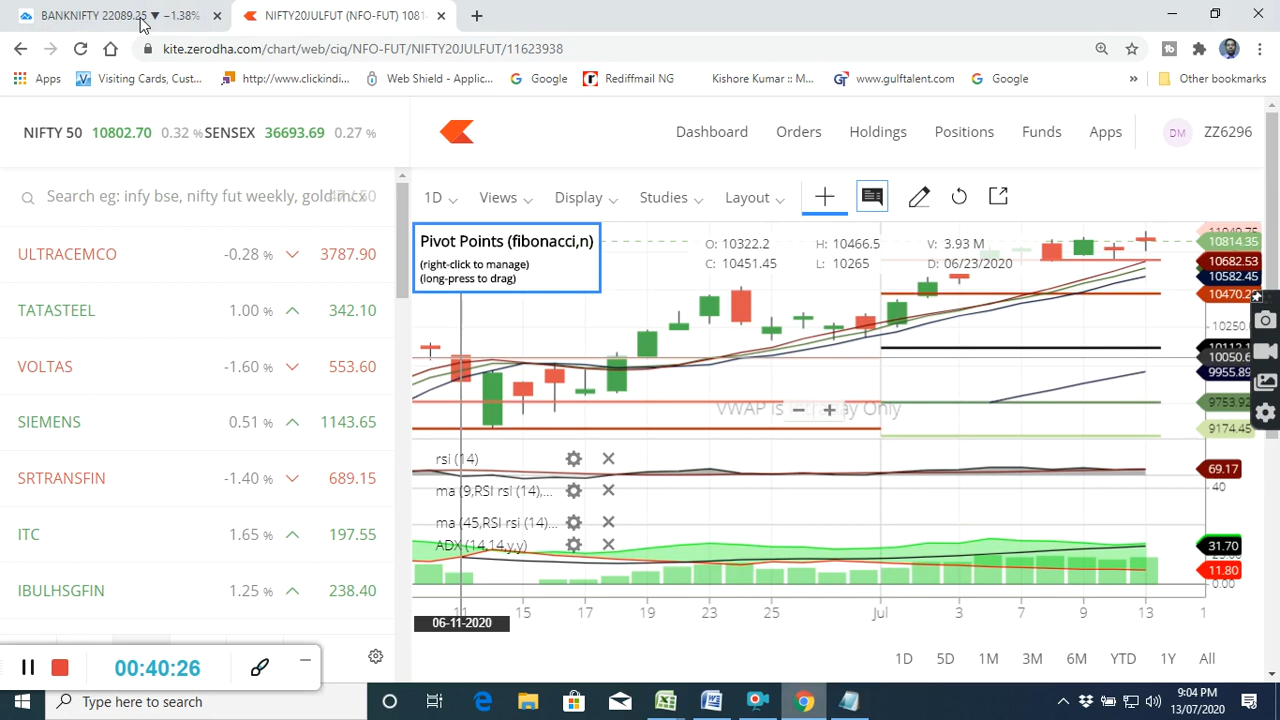 BANKNIFTY 22089.25 ▼ −1.38%
NIFTY20JULFUT (NFO-FUT) 1081
kite.zerodha.com/chart/web/ciq/NFO-FUT/NIFTY20JULFUT/11623938
Apps Visiting Cards, Cust... http://www.clickindi... Web Shield - Applic... Google Rediffmail NG Kishore Kumar :: M... www.gulftalent.com Google » Other bookmarks
NIFTY 50 10802.70 0.32 % SENSEX 36693.69 0.27 %
Dashboard Orders Holdings Positions Funds Apps DM ZZ6296
Search eg: infy bse, nifty fut weekly, gold mcx 47 / 50
1D Views Display Studies Layout
ULTRACEMCO -0.28 % 3787.90
TATASTEEL 1.00 % 342.10
VOLTAS -1.60 % 553.60
SIEMENS 0.51 % 1143.65
SRTRANSFIN -1.40 % 689.15
ITC 1.65 % 197.55
IBULHSGFIN 1.25 % 238.40
Pivot Points (fibonacci,n)
(right-click to manage)
(long-press to drag)
O: 10322.2 H: 10466.5 V: 3.93 M
C: 10451.45 L: 10265 D: 06/23/2020
10814.35
10682.53
10582.45
10250.0
10050.6
9955.89
9174.45
VWAP is Intraday Only
rsi (14)
69.17
ma (9,RSI rsi (14),...
40
ma (45,RSI rsi (14)...
ADX (14,14,y,y)
31.70
11.80
0.00
11 15 17 19 23 25 Jul 3 7 9 13 1
06-11-2020
1D 5D 1M 3M 6M YTD 1Y All
00:40:26
Type here to search
9:04 PM
13/07/2020